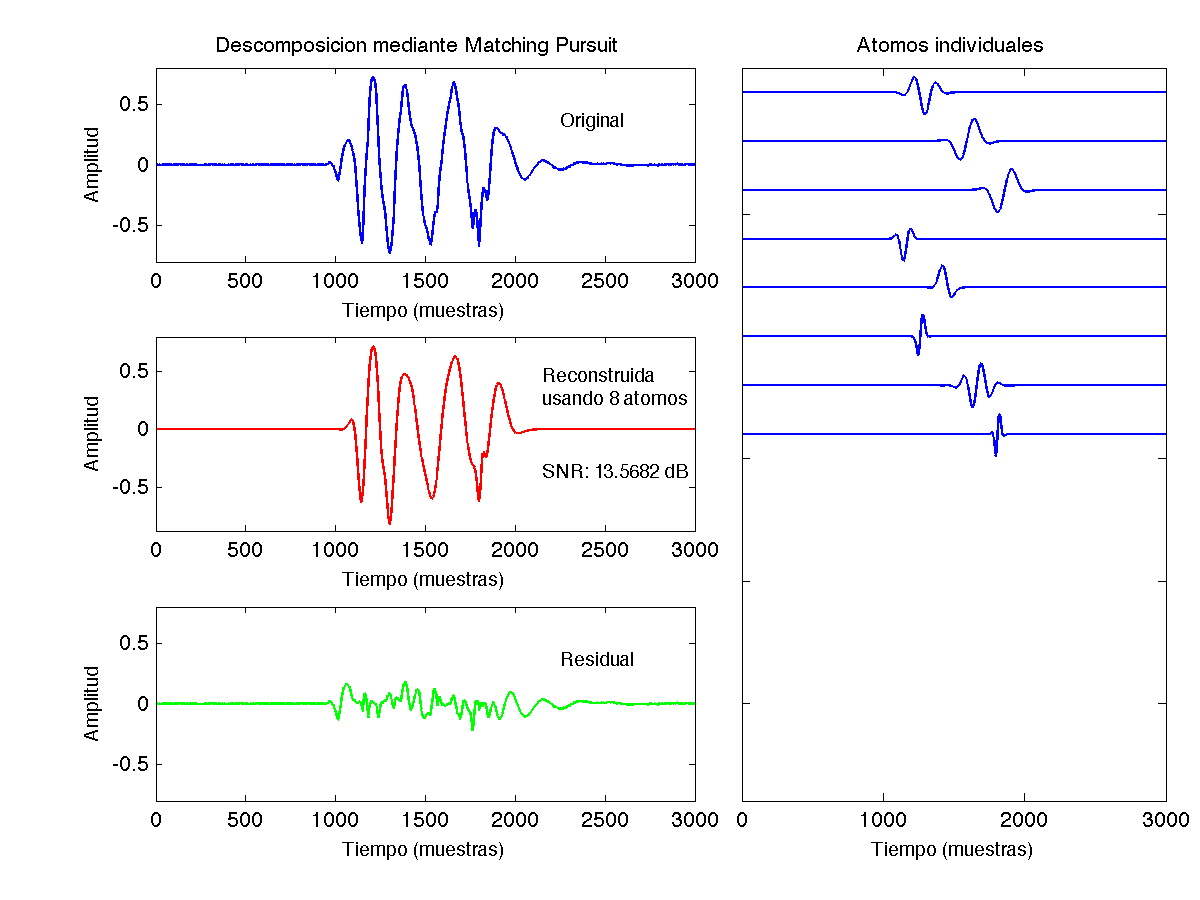 Descomposicion mediante Matching Pursuit
0.5
0
-0.5
Amplitud
Original
0 500 1000 1500 2000 2500 3000
Tiempo (muestras)
0.5
0
-0.5
Amplitud
Reconstruida
usando 8 atomos
SNR: 13.5682 dB
0 500 1000 1500 2000 2500 3000
Tiempo (muestras)
0.5
0
-0.5
Amplitud
Residual
0 500 1000 1500 2000 2500 3000
Tiempo (muestras)
Atomos individuales
0 1000 2000 3000
Tiempo (muestras)